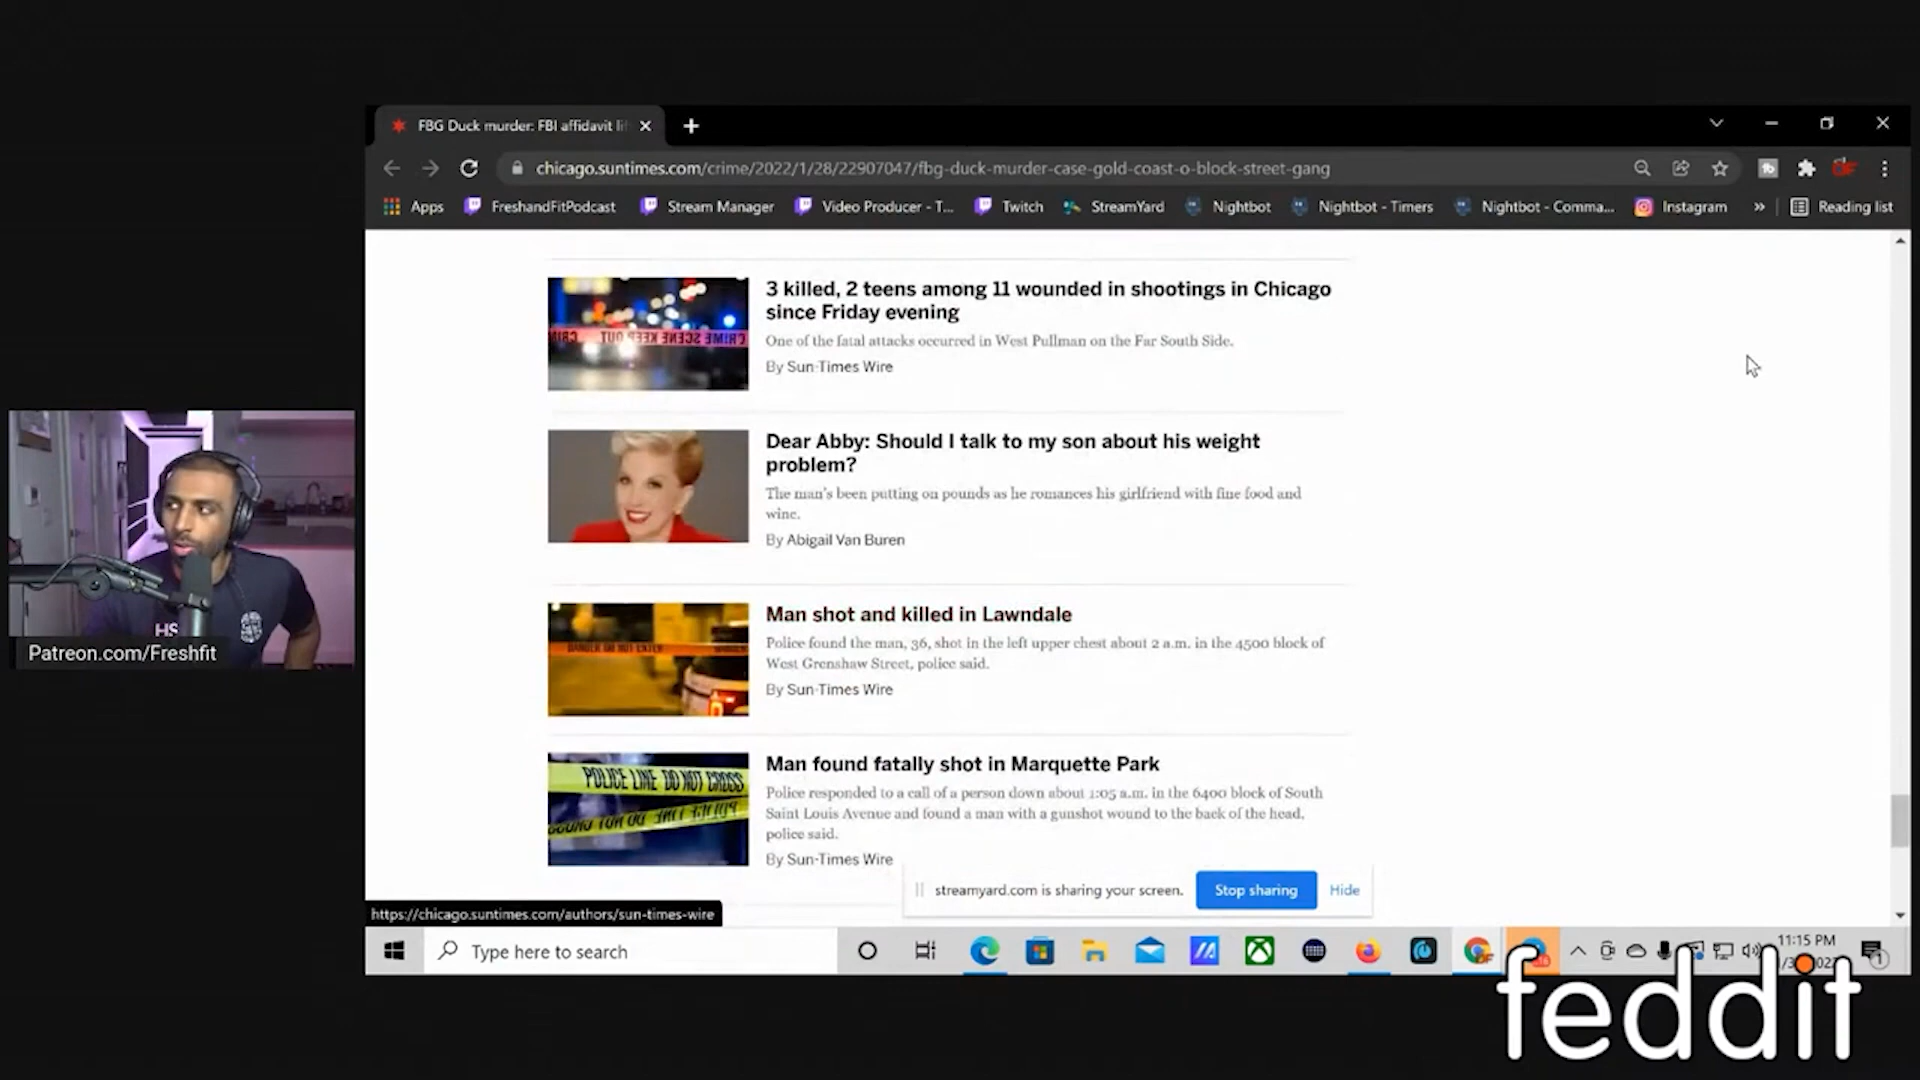 FBG Duck murder: FBI affidavit li
chicago.suntimes.com/crime/2022/1/28/22907047/fbg-duck-murder-case-gold-coast-o-block-street-gang
Apps FreshandFitPodcast Stream Manager Video Producer - T... Twitch StreamYard Nightbot Nightbot - Timers Nightbot - Comma... Instagram » Reading list
3 killed, 2 teens among 11 wounded in shootings in Chicago
since Friday evening
One of the fatal attacks occurred in West Pullman on the Far South Side.
By Sun-Times Wire
CRIME SCENE KEEP OUT
Dear Abby: Should I talk to my son about his weight
problem?
The man's been putting on pounds as he romances his girlfriend with fine food and
wine.
By Abigail Van Buren
Man shot and killed in Lawndale
Police found the man, 36, shot in the left upper chest about 2 a.m. in the 4500 block of
West Grenshaw Street, police said.
By Sun-Times Wire
DANGER DO NOT ENTER
Man found fatally shot in Marquette Park
Police responded to a call of a person down about 1:05 a.m. in the 6400 block of South
Saint Louis Avenue and found a man with a gunshot wound to the back of the head,
police said.
By Sun-Times Wire
POLICE LINE DO NOT CROSS
streamyard.com is sharing your screen. Stop sharing Hide
https://chicago.suntimes.com/authors/sun-times-wire
Type here to search
11:15 PM
HS
Patreon.com/Freshfit
feddit